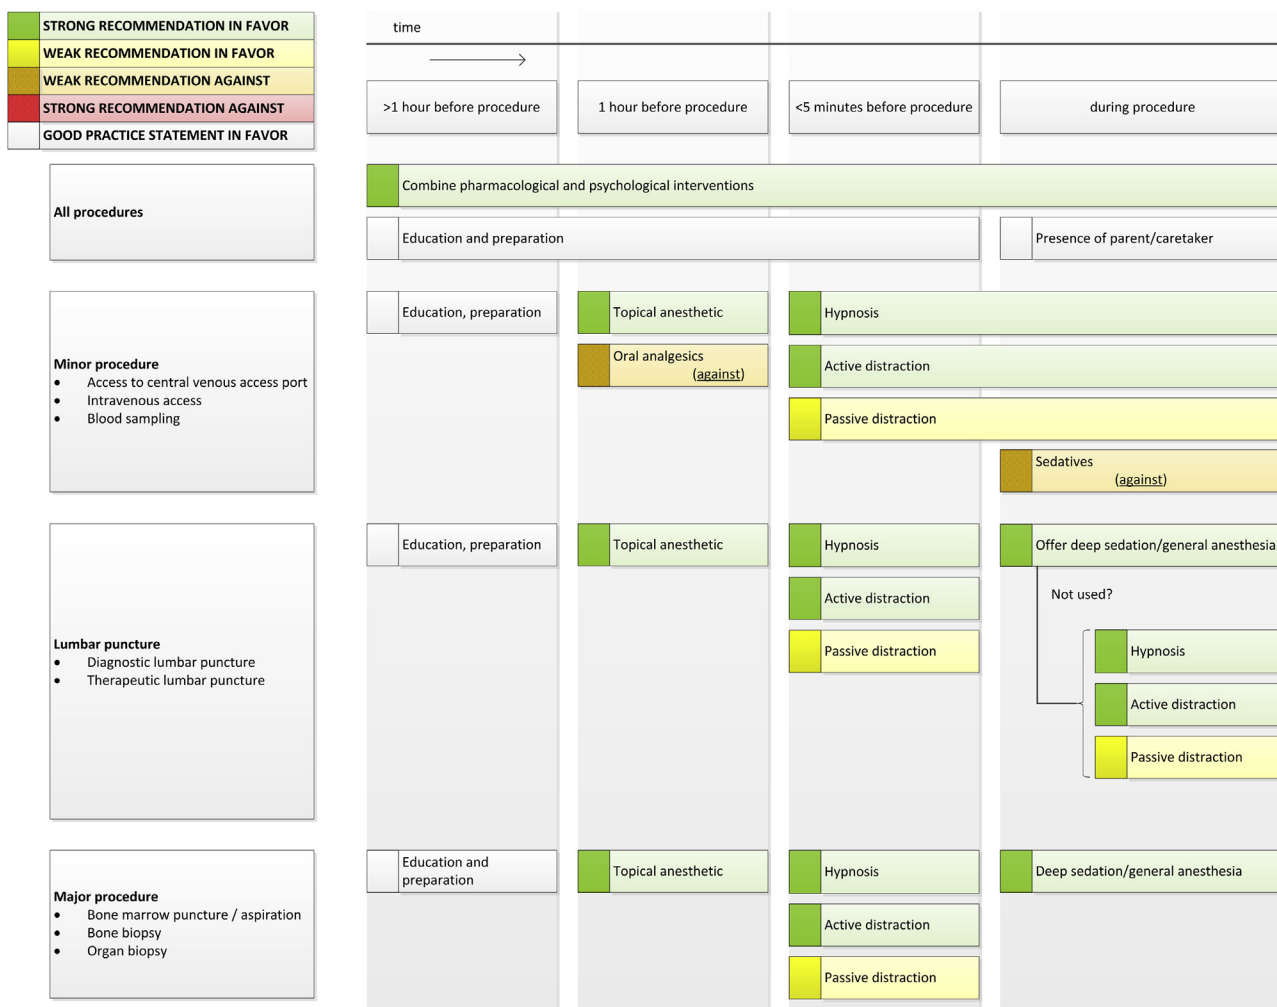 STRONG RECOMMENDATION IN FAVOR
WEAK RECOMMENDATION IN FAVOR
WEAK RECOMMENDATION AGAINST
STRONG RECOMMENDATION AGAINST
GOOD PRACTICE STATEMENT IN FAVOR
time
>1 hour before procedure
1 hour before procedure
<5 minutes before procedure
during procedure
All procedures
Combine pharmacological and psychological interventions
Education and preparation
Presence of parent/caretaker
Minor procedure
• Access to central venous access port
• Intravenous access
• Blood sampling
Education, preparation
Topical anesthetic
Oral analgesics
(against)
Hypnosis
Active distraction
Passive distraction
Sedatives
(against)
Lumbar puncture
• Diagnostic lumbar puncture
• Therapeutic lumbar puncture
Education, preparation
Topical anesthetic
Hypnosis
Active distraction
Passive distraction
Offer deep sedation/general anesthesia
Not used?
Hypnosis
Active distraction
Passive distraction
Major procedure
• Bone marrow puncture / aspiration
• Bone biopsy
• Organ biopsy
Education and
preparation
Topical anesthetic
Hypnosis
Active distraction
Passive distraction
Deep sedation/general anesthesia